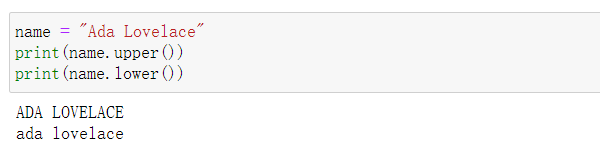 name = "Ada Lovelace"
print(name.upper())
print(name.lower())
ADA LOVELACE
ada lovelace